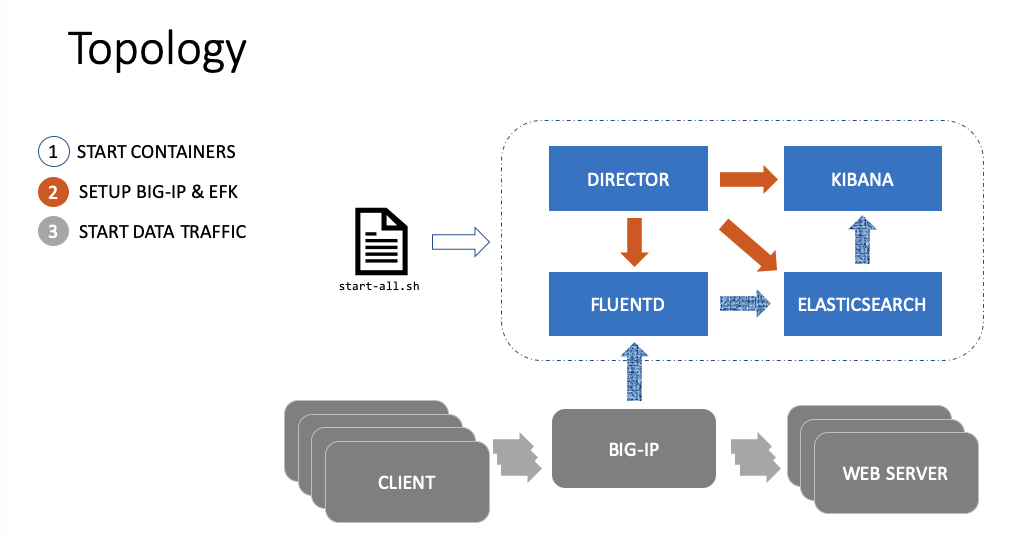 Topology
1 START CONTAINERS
2 SETUP BIG-IP & EFK
3 START DATA TRAFFIC
start-all.sh
DIRECTOR
KIBANA
FLUENTD
ELASTICSEARCH
CLIENT
BIG-IP
WEB SERVER